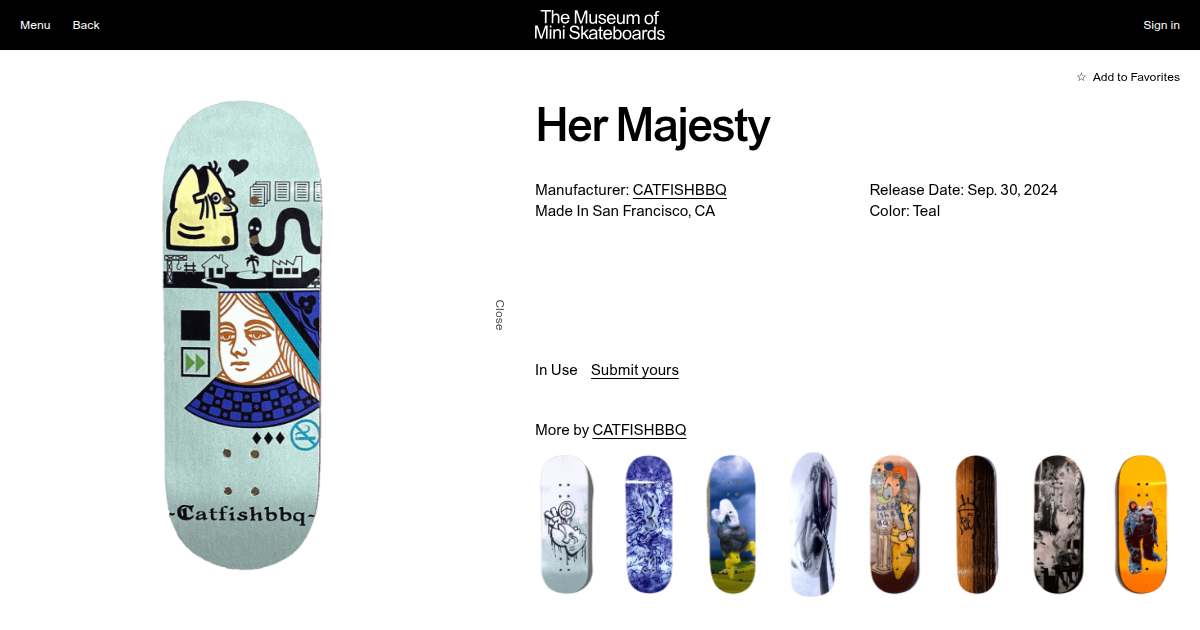 Menu
Back
The Museum of
Mini Skateboards
Sign in
☆ Add to Favorites
Her Majesty
Manufacturer: CATFISHBBQ
Made In San Francisco, CA
Release Date: Sep. 30, 2024
Color: Teal
Close
In Use Submit yours
More by CATFISHBBQ
-Catfishbbq-